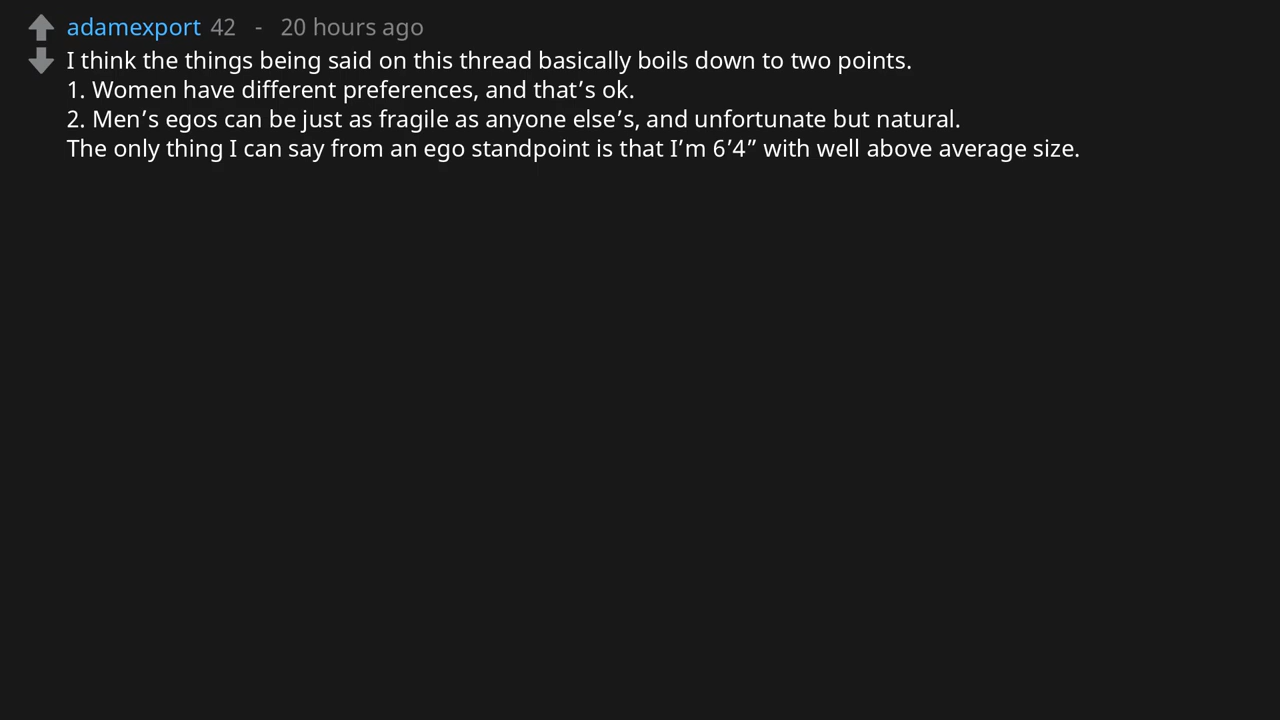 adamexport 42 - 20 hours ago
I think the things being said on this thread basically boils down to two points.
1. Women have different preferences, and that’s ok.
2. Men’s egos can be just as fragile as anyone else’s, and unfortunate but natural.
The only thing I can say from an ego standpoint is that I’m 6’4” with well above average size.